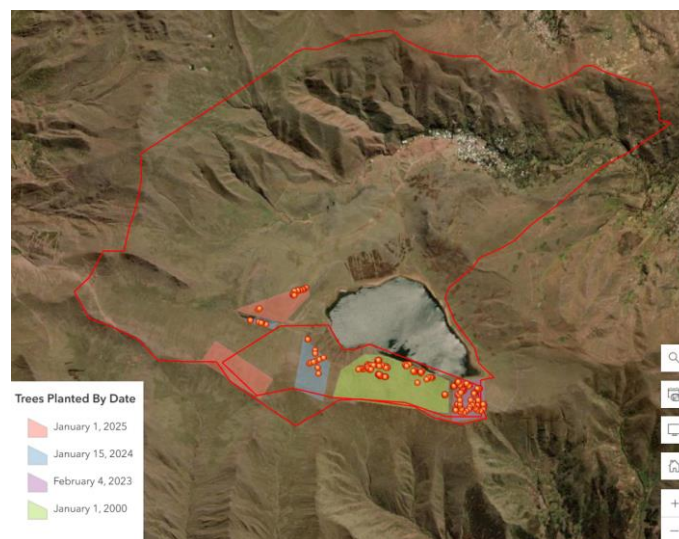 Trees Planted By Date
January 1, 2025
January 15, 2024
February 4, 2023
January 1, 2000